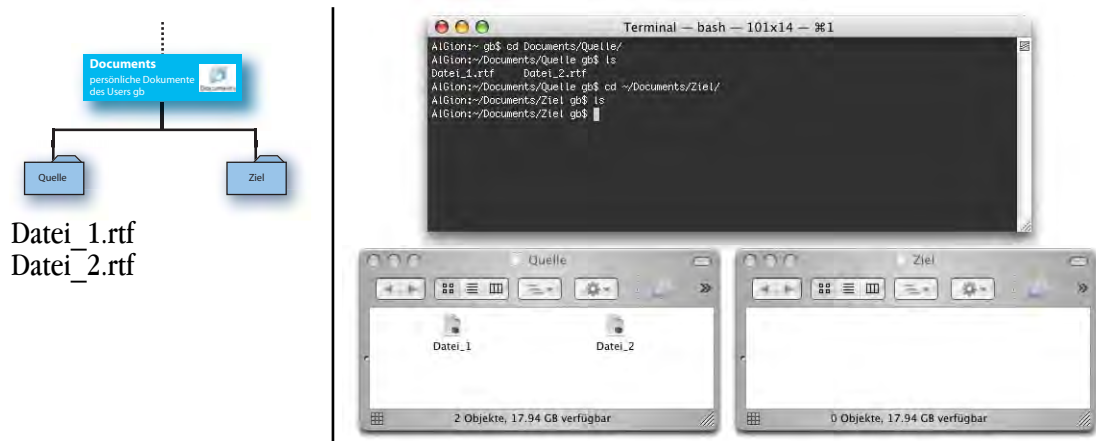 Documents
persönliche Dokumente
des Users gb
Documents
Quelle
Ziel
Datei_1.rtf
Datei_2.rtf
Terminal — bash — 101x14 — ⌘1
AlGion:~ gb$ cd Documents/Quelle/
AlGion:~/Documents/Quelle gb$ ls
Datei_1.rtf Datei_2.rtf
AlGion:~/Documents/Quelle gb$ cd ~/Documents/Ziel/
AlGion:~/Documents/Ziel gb$ ls
AlGion:~/Documents/Ziel gb$
Quelle
Datei_1 Datei_2
2 Objekte, 17.94 GB verfügbar
Ziel
0 Objekte, 17.94 GB verfügbar